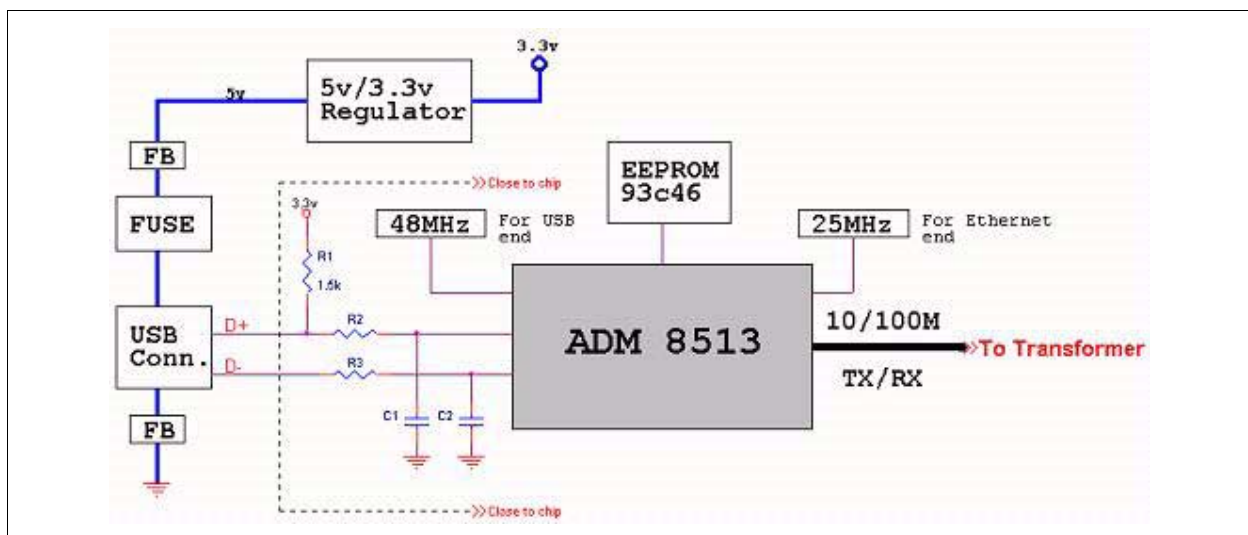 3.3v
5v/3.3v
Regulator
5v
FB
FUSE
EEPROM
93c46
>>Close to chip
3.3v
48MHz
For USB
end
25MHz
For Ethernet
end
R1
1.5k
USB
Conn.
D+
R2
D-
R3
ADM 8513
10/100M
>>To Transformer
TX/RX
C1
C2
FB
>>Close to chip